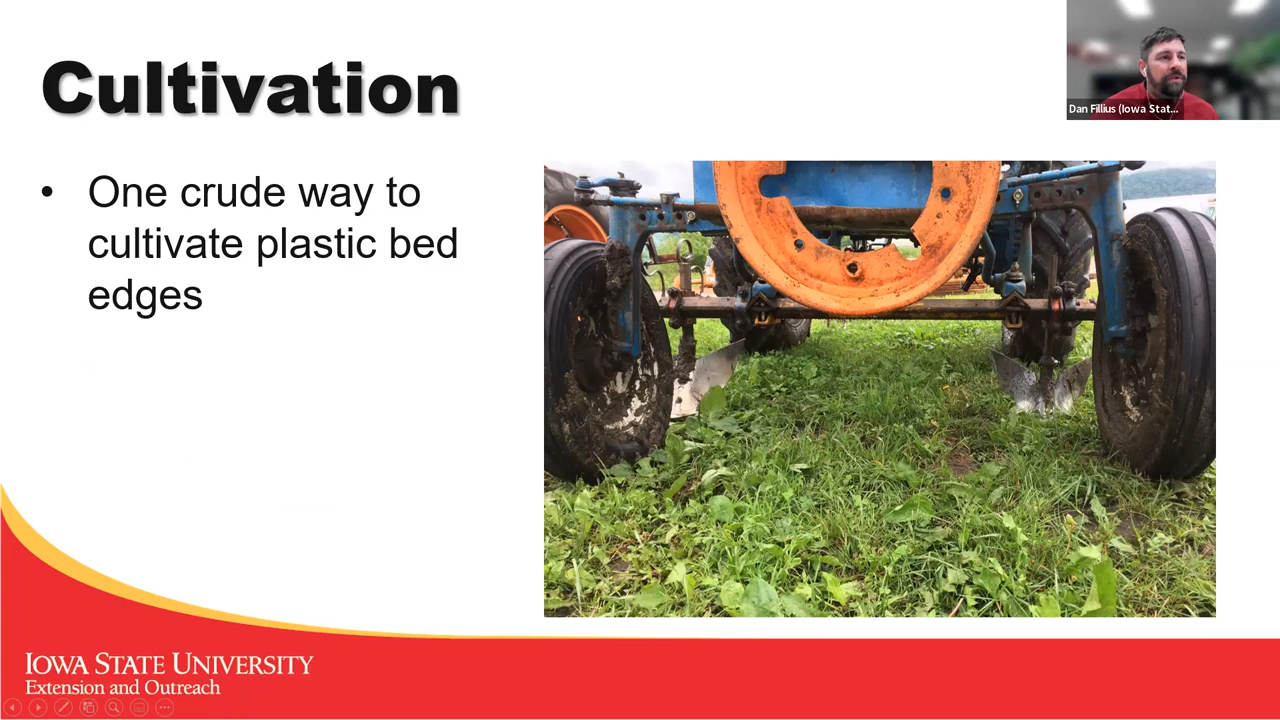 Cultivation
Dan Fillius (Iowa Stat...
• One crude way to
cultivate plastic bed
edges
IOWA STATE UNIVERSITY
Extension and Outreach